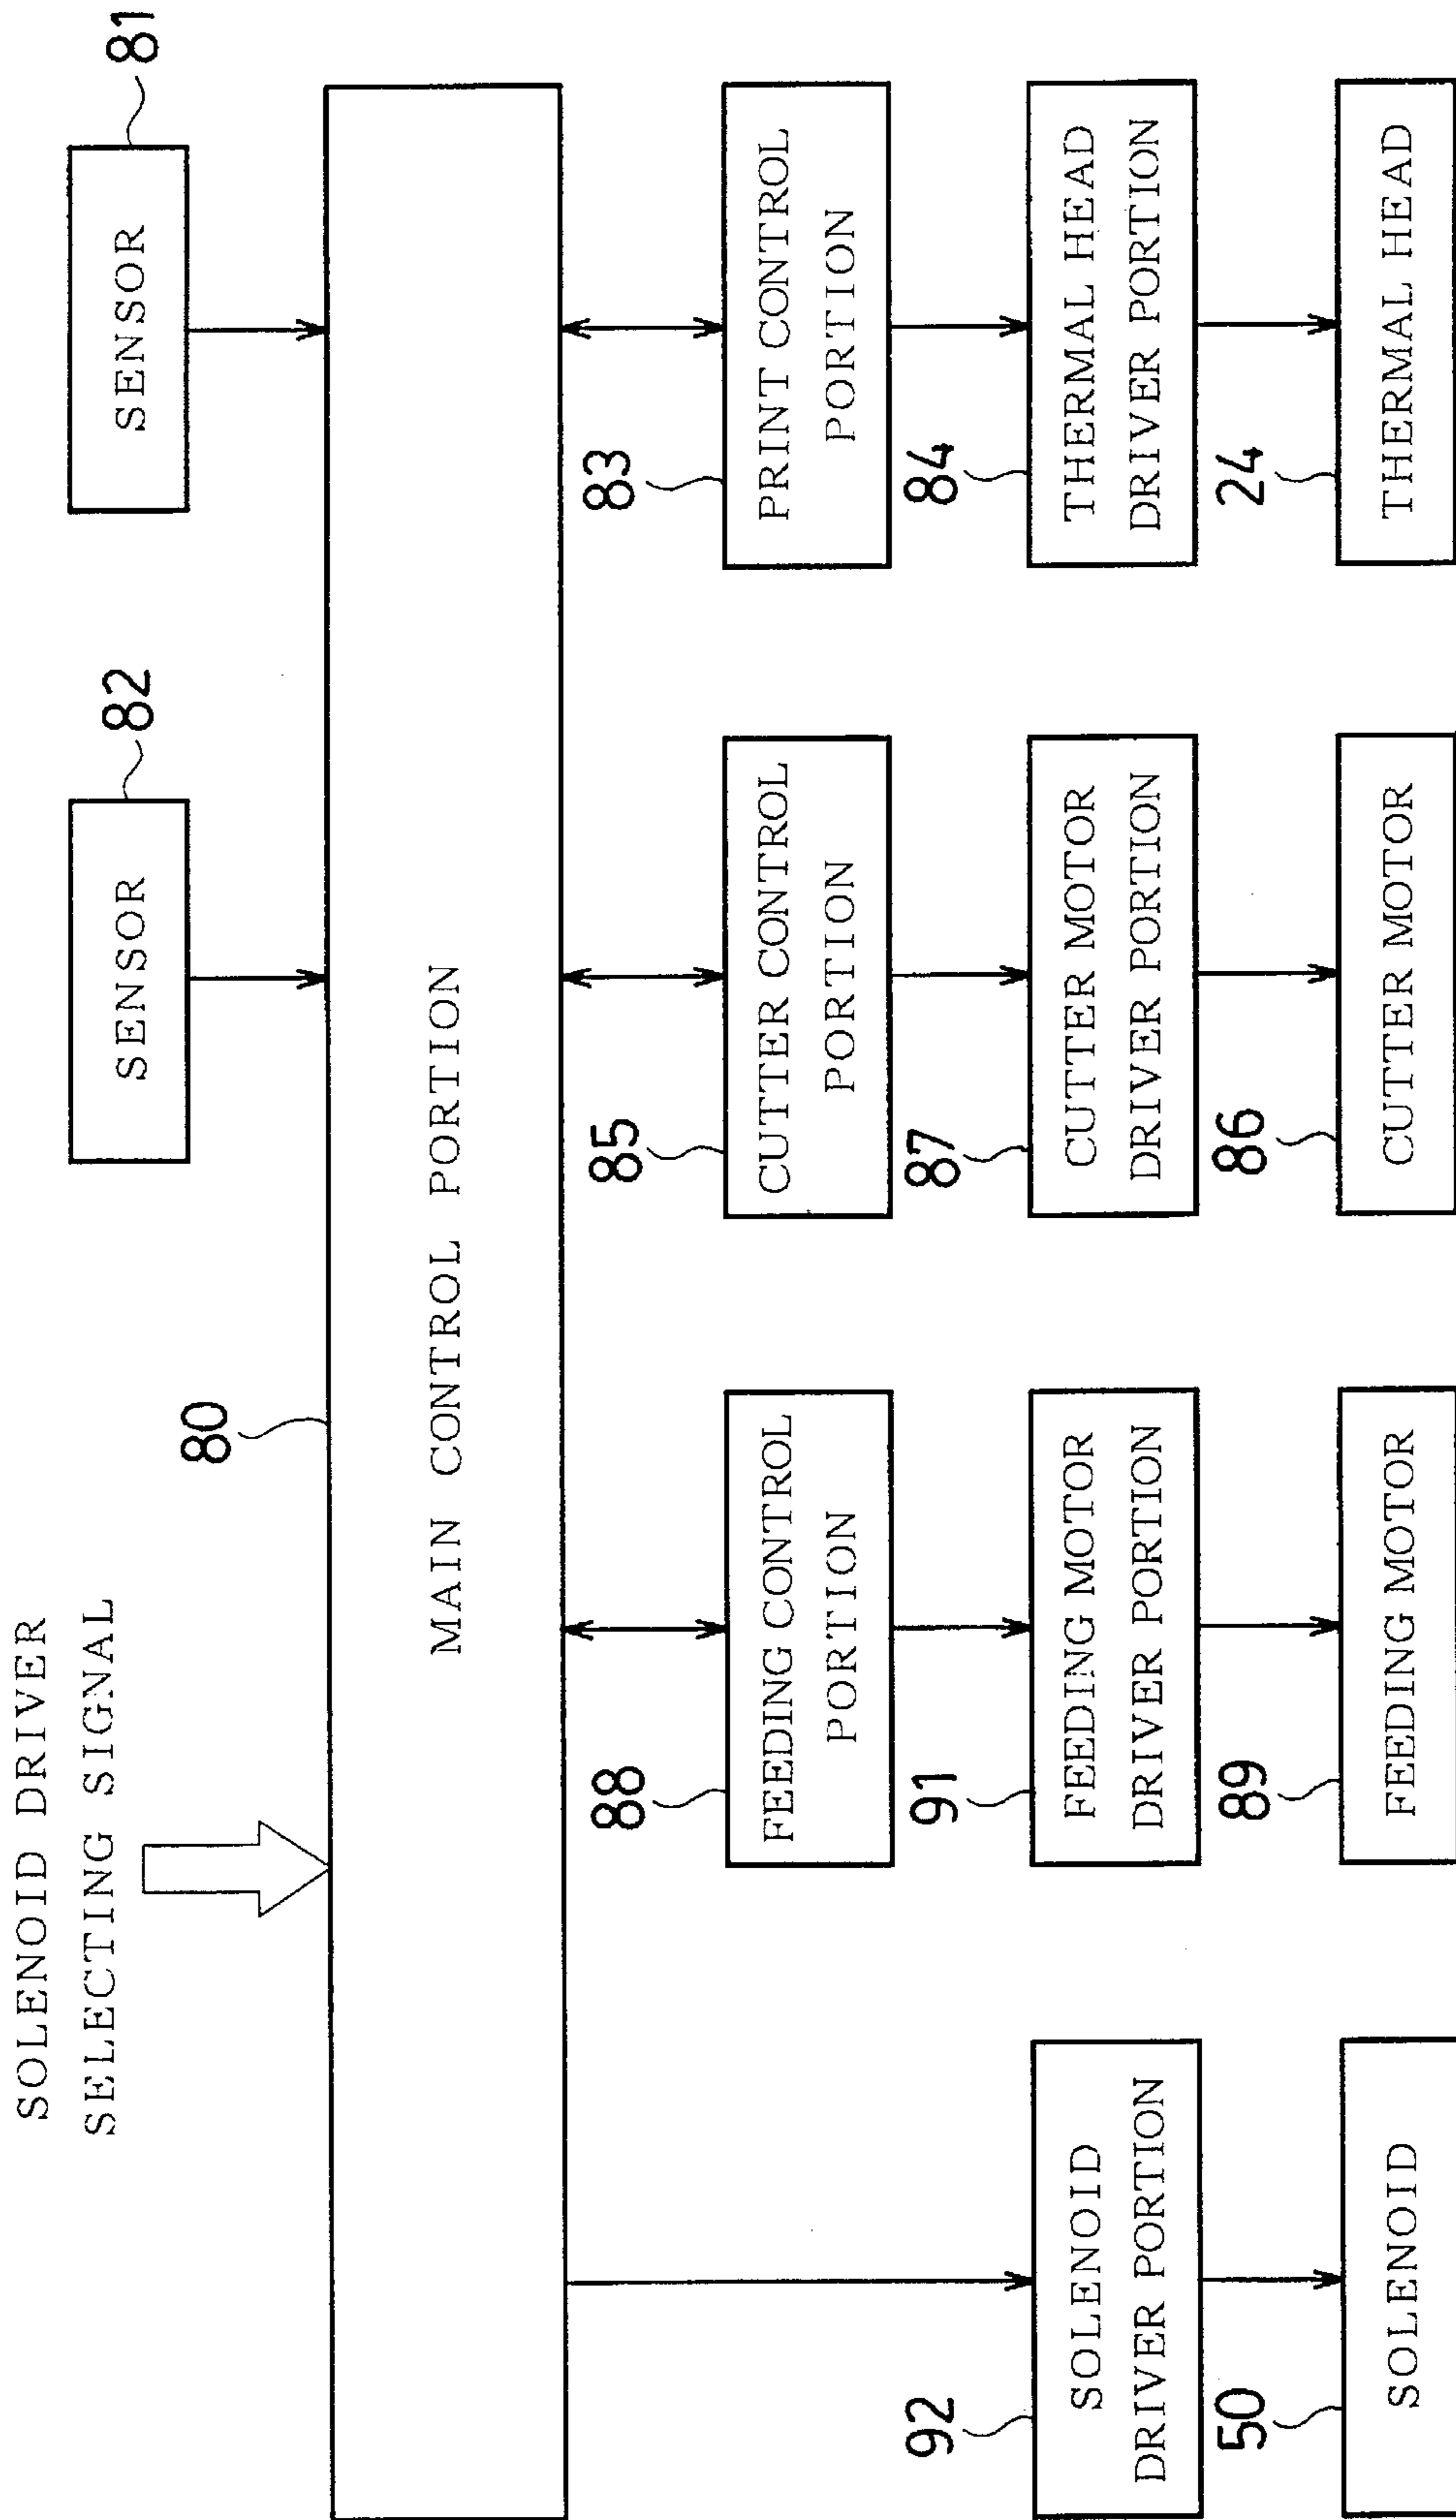 SOLENOID DRIVER
SELECTING SIGNAL
80
82
81
SENSOR
SENSOR
MAIN CONTROL PORTION
88
FEEDING CONTROL
PORTION
85
CUTTER CONTROL
PORTION
83
PRINT CONTROL
PORTION
92
SOLENOID
DRIVER PORTION
91
FEEDING MOTOR
DRIVER PORTION
87
CUTTER MOTOR
DRIVER PORTION
84
THERMAL HEAD
DRIVER PORTION
50
SOLENOID
89
FEEDING MOTOR
86
CUTTER MOTOR
24
THERMAL HEAD